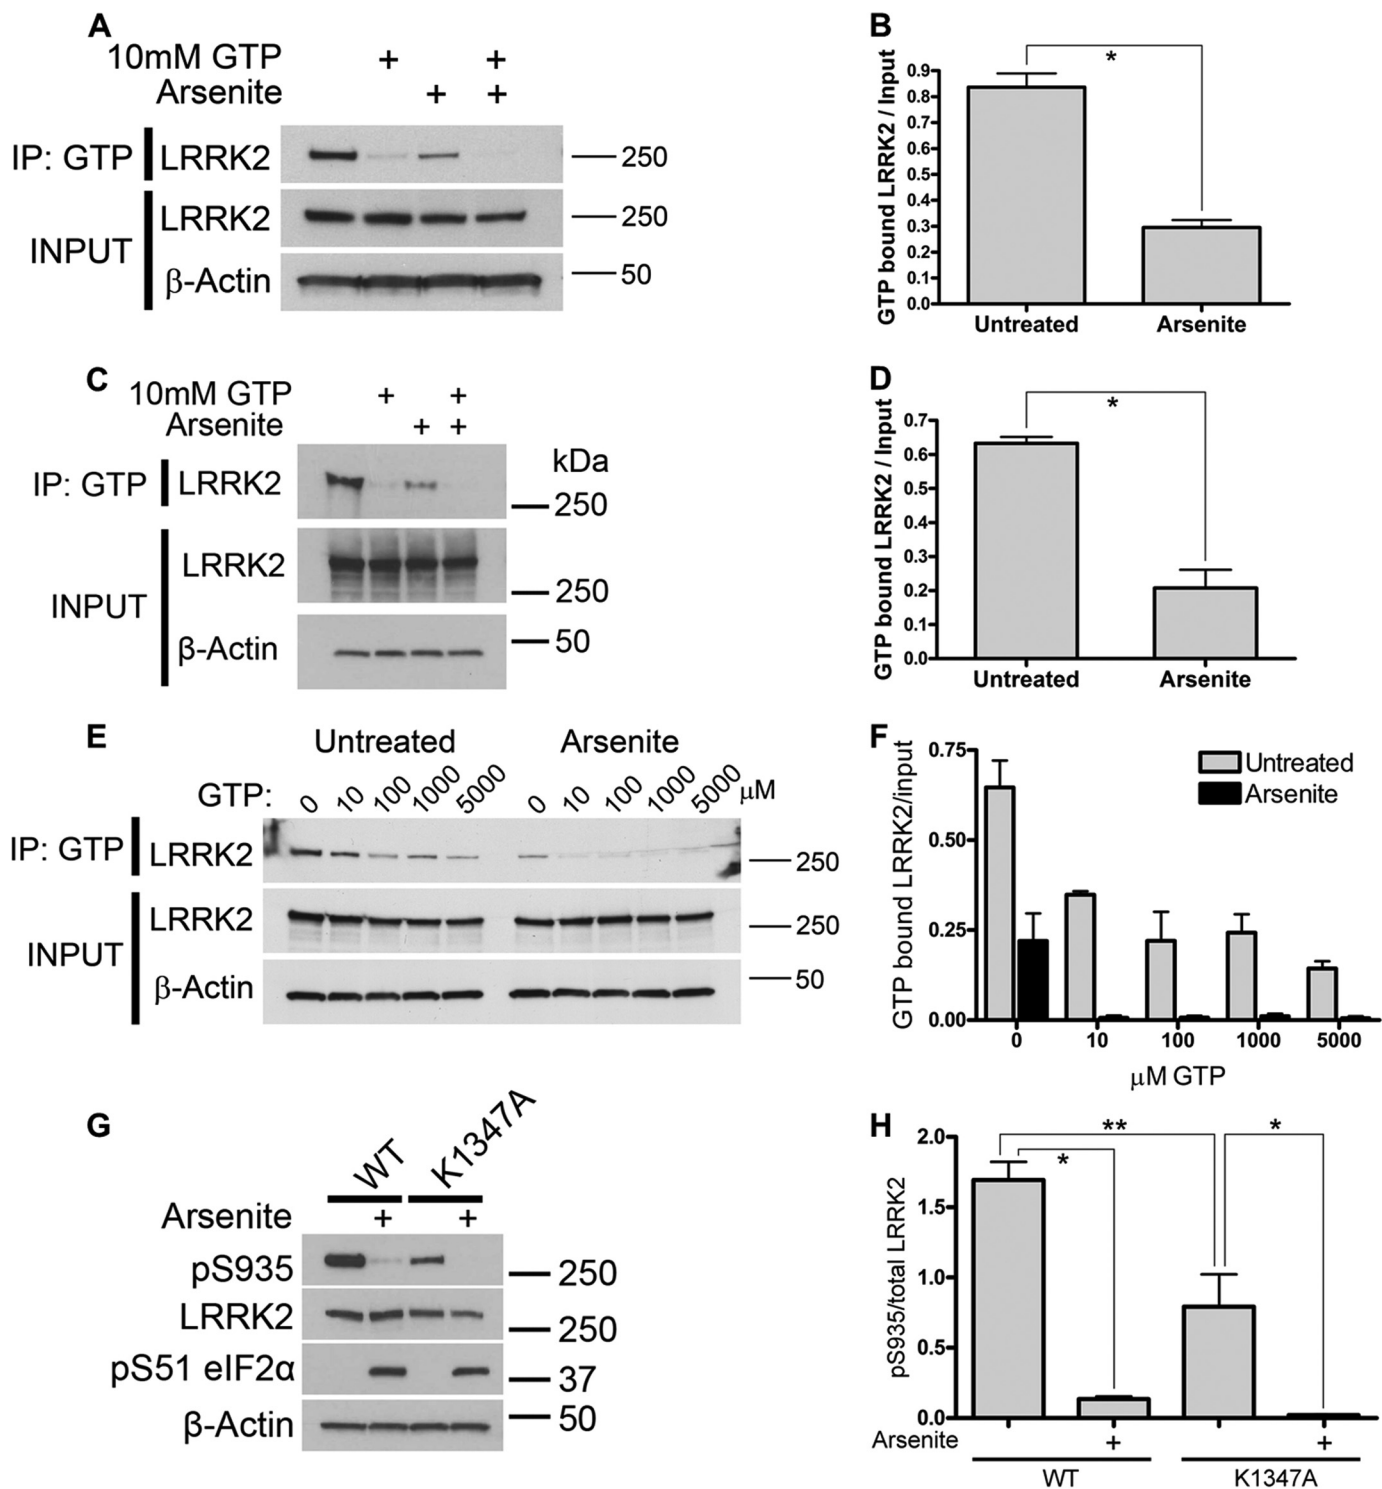 A
10mM GTP + +
Arsenite + +
IP: GTP LRRK2 250
INPUT LRRK2 250
β-Actin 50
B
*
GTP bound LRRK2 / Input
0.9
0.8
0.7
0.6
0.5
0.4
0.3
0.2
0.1
0.0
Untreated Arsenite
C
10mM GTP + +
Arsenite + +
kDa
IP: GTP LRRK2 250
INPUT LRRK2 250
β-Actin 50
D
*
GTP bound LRRK2 / Input
0.7
0.6
0.5
0.4
0.3
0.2
0.1
0.0
Untreated Arsenite
E
Untreated Arsenite
GTP: 0 10 100 1000 5000 0 10 100 1000 5000 μM
IP: GTP LRRK2 250
INPUT LRRK2 250
β-Actin 50
F
Untreated
Arsenite
GTP bound LRRK2/input
0.75
0.50
0.25
0.00
0 10 100 1000 5000
μM GTP
G
WT K1347A
Arsenite + +
pS935 250
LRRK2 250
pS51 eIF2α 37
β-Actin 50
H
** *
*
pS935/total LRRK2
2.0
1.5
1.0
0.5
0.0
Arsenite + +
WT K1347A